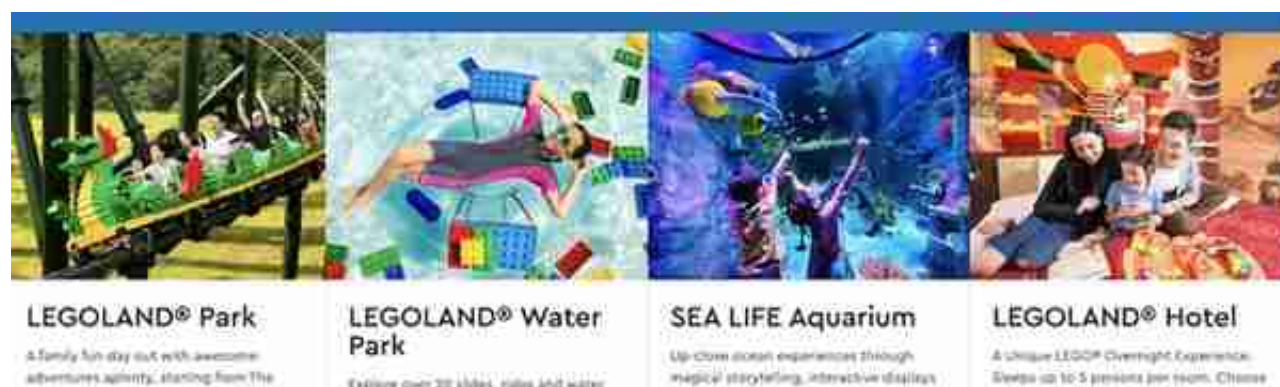 LEGOLAND® Park
A family fun day out with awesome
adventures aplenty, starting from The
LEGOLAND® Water
Park
Explore over 20 slides, rides and water
SEA LIFE Aquarium
Up close ocean experiences through
magical storytelling, interactive displays
LEGOLAND® Hotel
A Unique LEGO® Overnight Experience.
Sleeps up to 5 persons per room. Choose